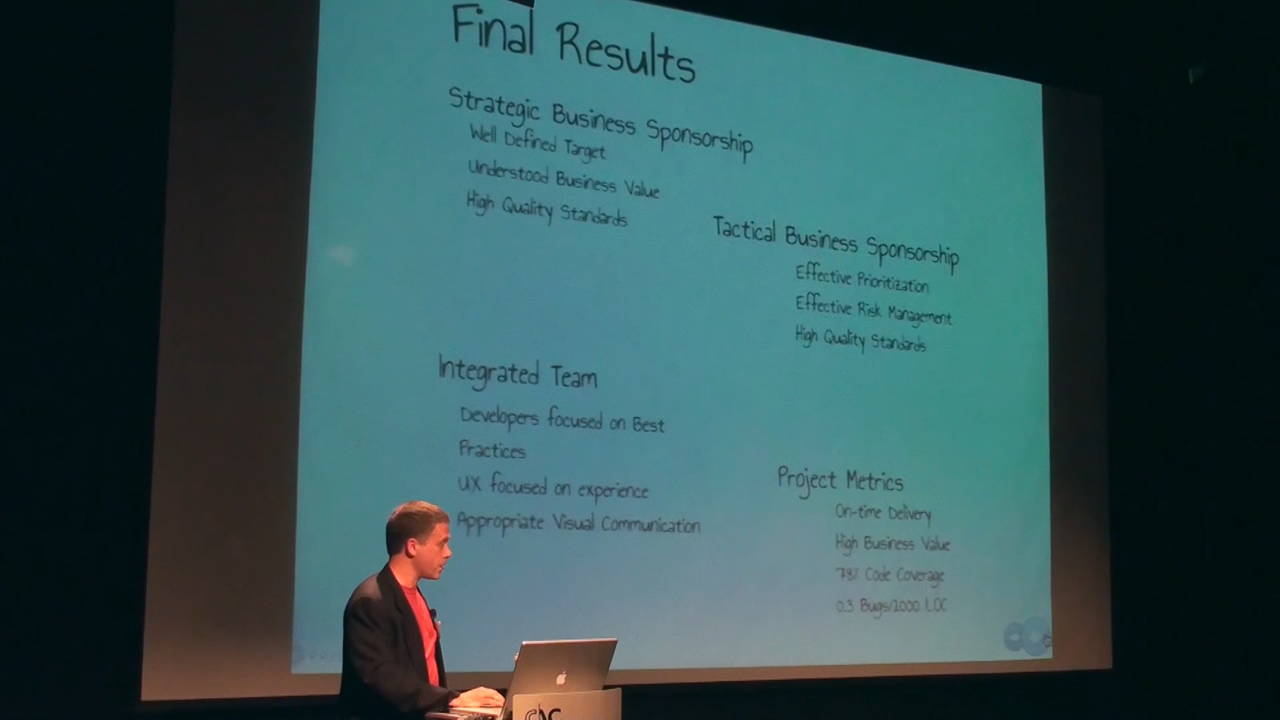 Final Results
Strategic Business Sponsorship
Well Defined Target
Understood Business Value
High Quality Standards
Tactical Business Sponsorship
Effective Prioritization
Effective Risk Management
High Quality Standards
Integrated Team
Developers focused on Best
Practices
UX focused on experience
Appropriate Visual Communication
Project Metrics
On-time Delivery
High Business Value
Code Coverage
0.3 Bugs/1000 LOC